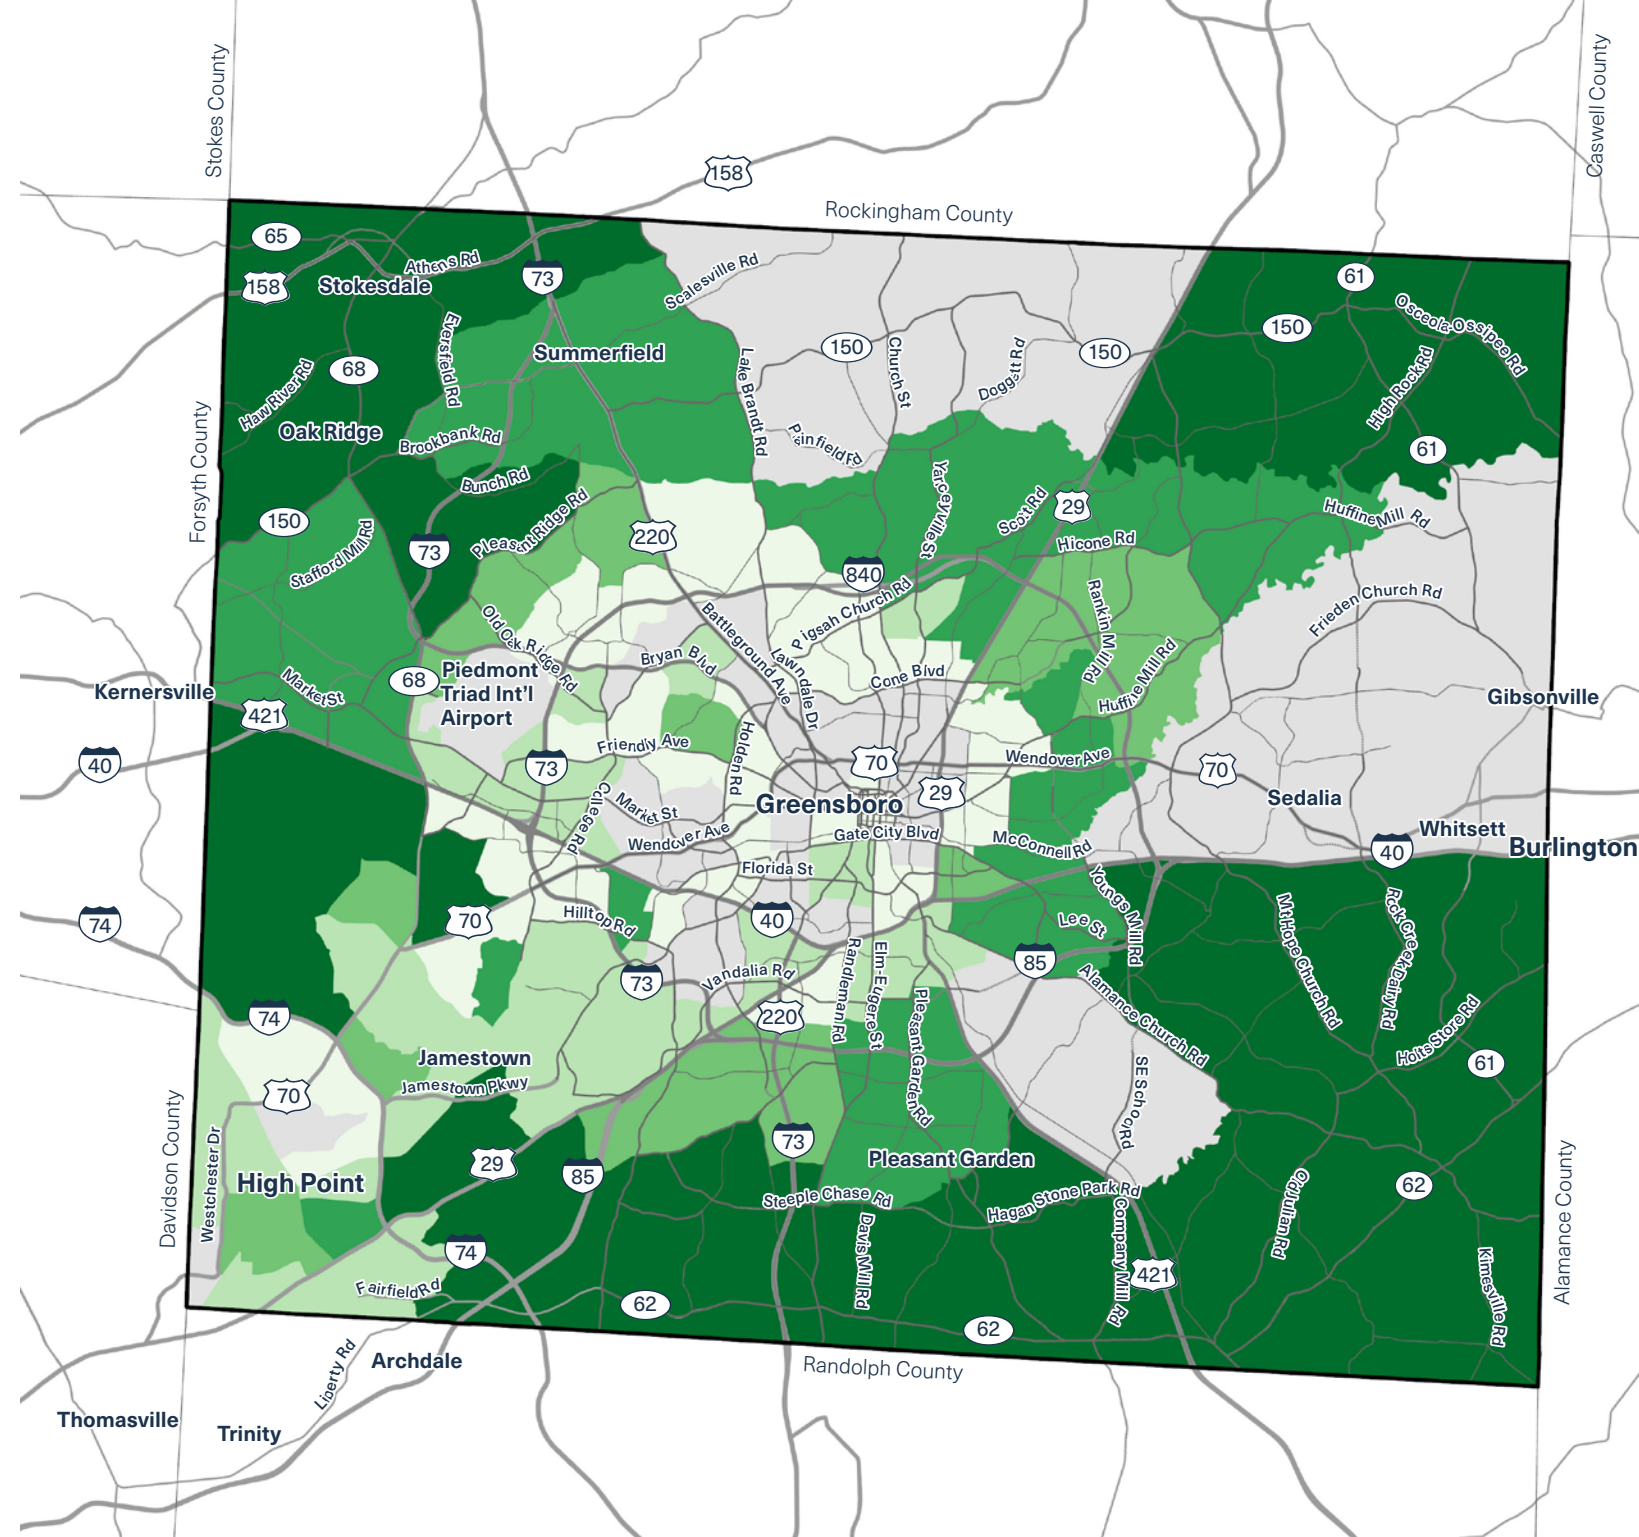 Stokes County
Caswell County
158
Rockingham County
65
Athens Rd
158
Stokesdale
73
Scalesville Rd
61
150
Osceola-Ossipee Rd
Eversfield Rd
Summerfield
150
Church St
Doggett Rd
150
Haw River Rd
68
Lake Brandt Rd
High Rock Rd
Oak Ridge
Brookbank Rd
61
Forsyth County
Bunch Rd
Yanceyville St
Scott Rd
29
Huffine Mill Rd
150
Stafford Mill Rd
73
Pleasant Ridge Rd
220
Hicone Rd
840
Pisgah Church Rd
Rankin Mill Rd
Frieden Church Rd
Old Oak Ridge Rd
Battleground Ave
Bryan Blvd
Lawndale Dr
Cone Blvd
Huffine Mill Rd
68
Piedmont
Triad Int'l
Airport
Kernersville
Market St
421
Gibsonville
40
73
Friendly Ave
Holden Rd
70
Wendover Ave
70
29
Greensboro
Sedalia
College Rd
Market St
Wendover Ave
Gate City Blvd
McConnell Rd
Whitsett
40
Burlington
Florida St
Youngs Mill Rd
Mt Hope Church Rd
Rock Creek Dairy Rd
74
70
Hilltop Rd
40
Lee St
85
73
Vandalia Rd
Randleman Rd
Elm-Eugene St
Alamance Church Rd
74
220
Pleasant Garden Rd
Holts Store Rd
Jamestown
Jamestown Pkwy
70
SE School Rd
61
Davidson County
Westchester Dr
High Point
29
85
73
Pleasant Garden
Alamance County
Steeple Chase Rd
Hagan Stone Park Rd
62
Old Julian Rd
74
Davis Mill Rd
Company Mill Rd
421
Kimesville Rd
Fairfield Rd
62
62
Liberty Rd
Archdale
Randolph County
Thomasville
Trinity